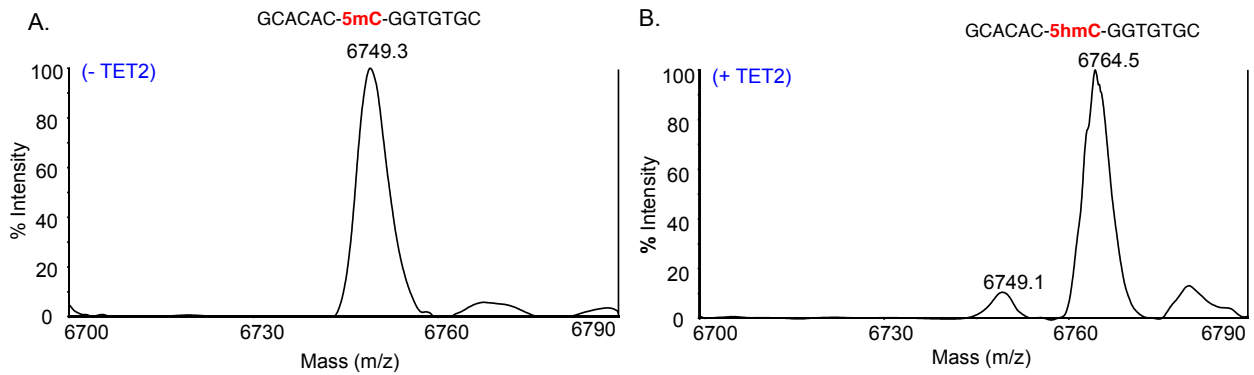 A.
GCACAC-5mC-GGTGTGC
6749.3
(- TET2)
% Intensity
100
80
60
40
20
0
6700
6730
6760
6790
Mass (m/z)
B.
GCACAC-5hmC-GGTGTGC
6764.5
(+ TET2)
% Intensity
100
80
60
40
20
0
6749.1
6700
6730
6760
6790
Mass (m/z)